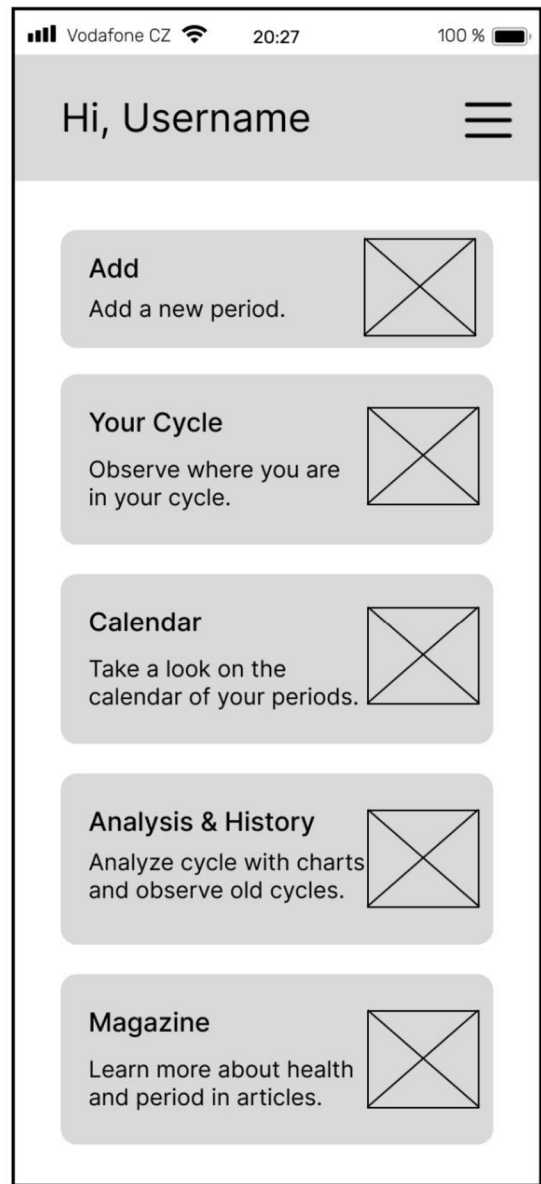 Vodafone CZ 20:27 100 %
Hi, Username
Add
Add a new period.
Your Cycle
Observe where you are
in your cycle.
Calendar
Take a look on the
calendar of your periods.
Analysis & History
Analyze cycle with charts
and observe old cycles.
Magazine
Learn more about health
and period in articles.